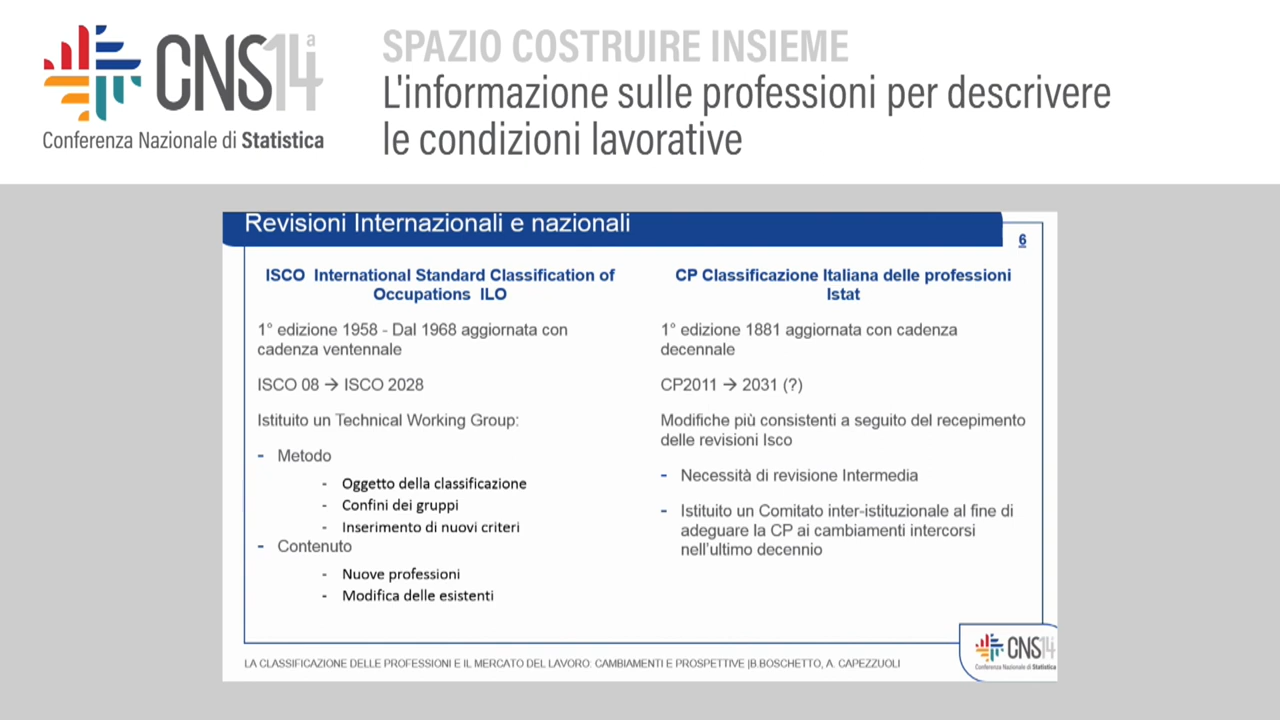 CNS14a
Conferenza Nazionale di Statistica
SPAZIO COSTRUIRE INSIEME
L'informazione sulle professioni per descrivere
le condizioni lavorative
Revisioni Internazionali e nazionali
6
ISCO International Standard Classification of
Occupations ILO
1° edizione 1958 - Dal 1968 aggiornata con
cadenza ventennale
ISCO 08 → ISCO 2028
Istituito un Technical Working Group:
- Metodo
- Oggetto della classificazione
- Confini dei gruppi
- Inserimento di nuovi criteri
- Contenuto
- Nuove professioni
- Modifica delle esistenti
CP Classificazione Italiana delle professioni
Istat
1° edizione 1881 aggiornata con cadenza
decennale
CP2011 → 2031 (?)
Modifiche più consistenti a seguito del recepimento
delle revisioni Isco
- Necessità di revisione Intermedia
- Istituito un Comitato inter-istituzionale al fine di
adeguare la CP ai cambiamenti intercorsi
nell'ultimo decennio
LA CLASSIFICAZIONE DELLE PROFESSIONI E IL MERCATO DEL LAVORO: CAMBIAMENTI E PROSPETTIVE |B.BOSCHETTO, A. CAPEZZUOLI
CNS14
Conferenza Nazionale di Statistica